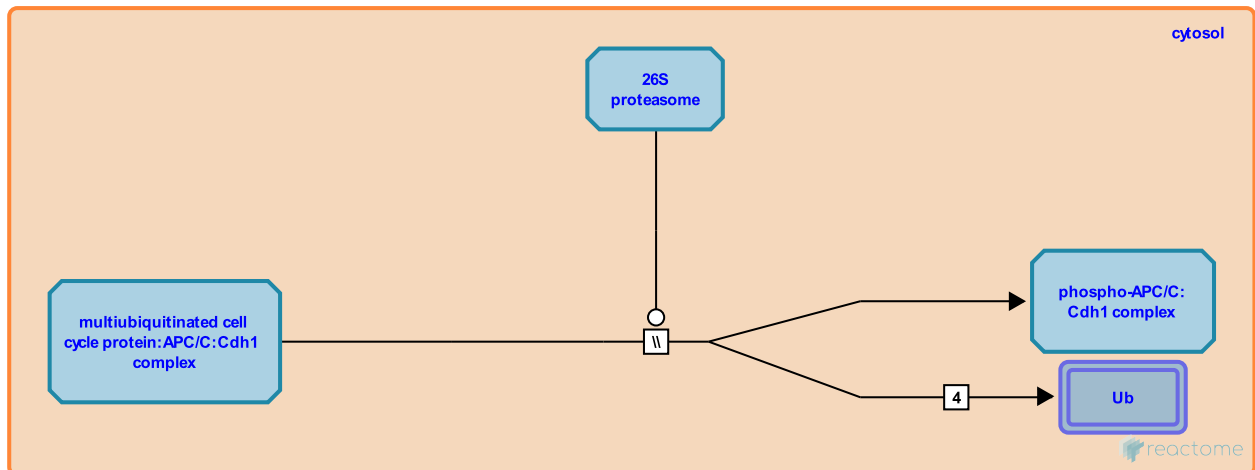 cytosol
26S
proteasome
multiubiquitinated cell
cycle protein:APC/C:Cdh1
complex
\\
phospho-APC/C:
Cdh1 complex
4
Ub
reactome